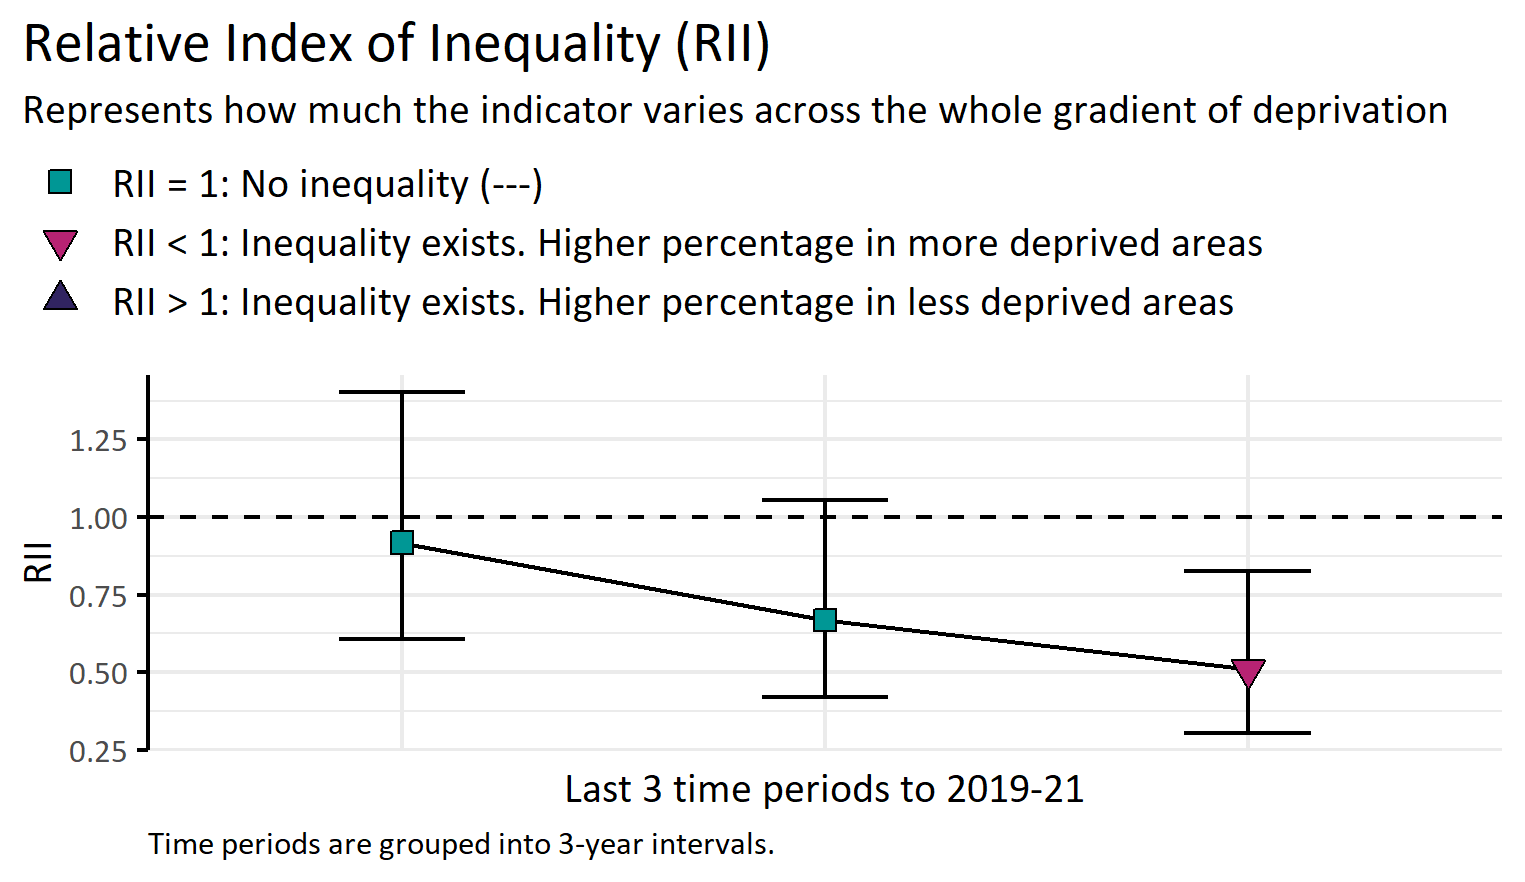 Relative Index of Inequality (RII)
Represents how much the indicator varies across the whole gradient of deprivation
RII = 1: No inequality (---)
RII < 1: Inequality exists. Higher percentage in more deprived areas
RII > 1: Inequality exists. Higher percentage in less deprived areas
1.25
1.00
0.75
0.50
0.25
RII
Last 3 time periods to 2019-21
Time periods are grouped into 3-year intervals.